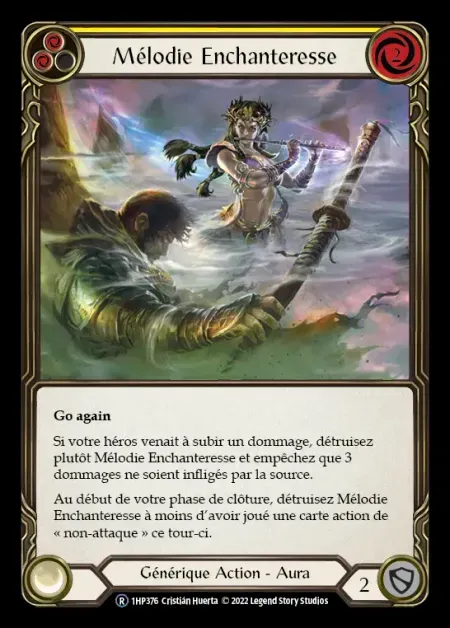 Mélodie Enchanteresse
2
Go again
Si votre héros venait à subir un dommage, détruisez
plutôt Mélodie Enchanteresse et empêchez que 3
dommages ne soient infligés par la source.
Au début de votre phase de clôture, détruisez Mélodie
Enchanteresse à moins d'avoir joué une carte action de
« non-attaque » ce tour-ci.
Générique Action - Aura
2
R 1HP376 Cristián Huerta © 2022 Legend Story Studios